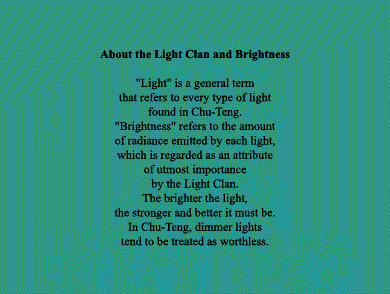 About the Light Clan and Brightness
"Light" is a general term
that refers to every type of light
found in Chu-Teng.
"Brightness" refers to the amount
of radiance emitted by each light,
which is regarded as an attribute
of utmost importance
by the Light Clan.
The brighter the light,
the stronger and better it must be.
In Chu-Teng, dimmer lights
tend to be treated as worthless.